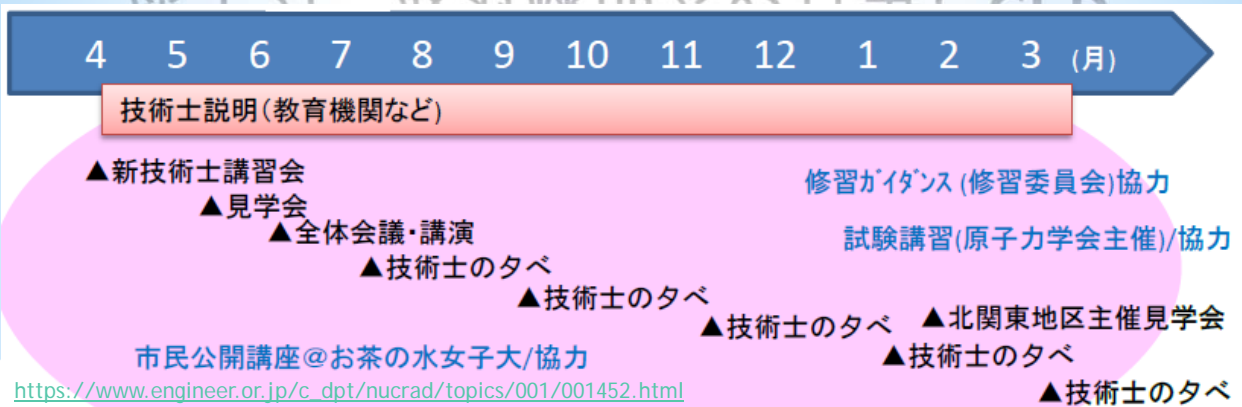 4 5 6 7 8 9 10 11 12 1 2 3 (月)
技術士説明(教育機関など)
▲新技術士講習会
修習ガイダンス (修習委員会)協力
▲見学会
▲全体会議・講演
試験講習(原子力学会主催)/協力
▲技術士の夕べ
▲技術士の夕べ
▲技術士の夕べ
▲北関東地区主催見学会
市民公開講座@お茶の水女子大/協力
▲技術士の夕べ
https://www.engineer.or.jp/c_dpt/nucrad/topics/001/001452.html
▲技術士の夕べ